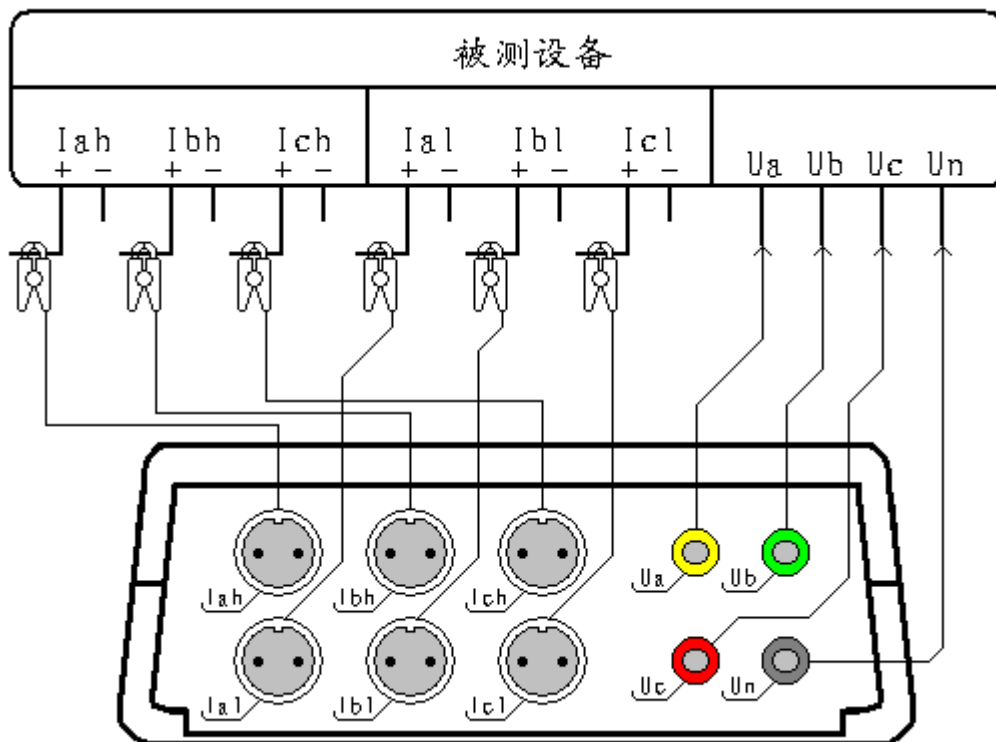 被测设备
Iah Ibh Ich Ial Ibl Icl
+ − + − + − + − + − + −
Ua Ub Uc Un
Iah Ibh Ich Ua Ub
Ial Ibl Icl Uc Un